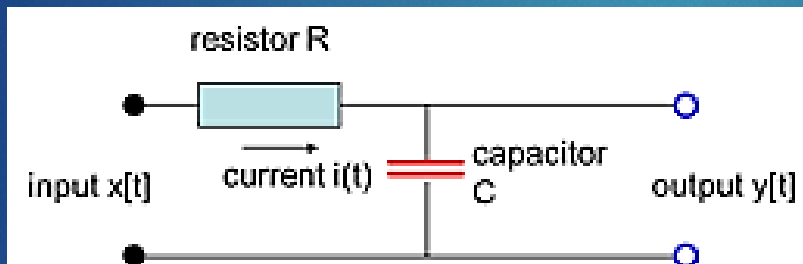 resistor R
current i(t)
capacitor
C
input x[t]
output y[t]